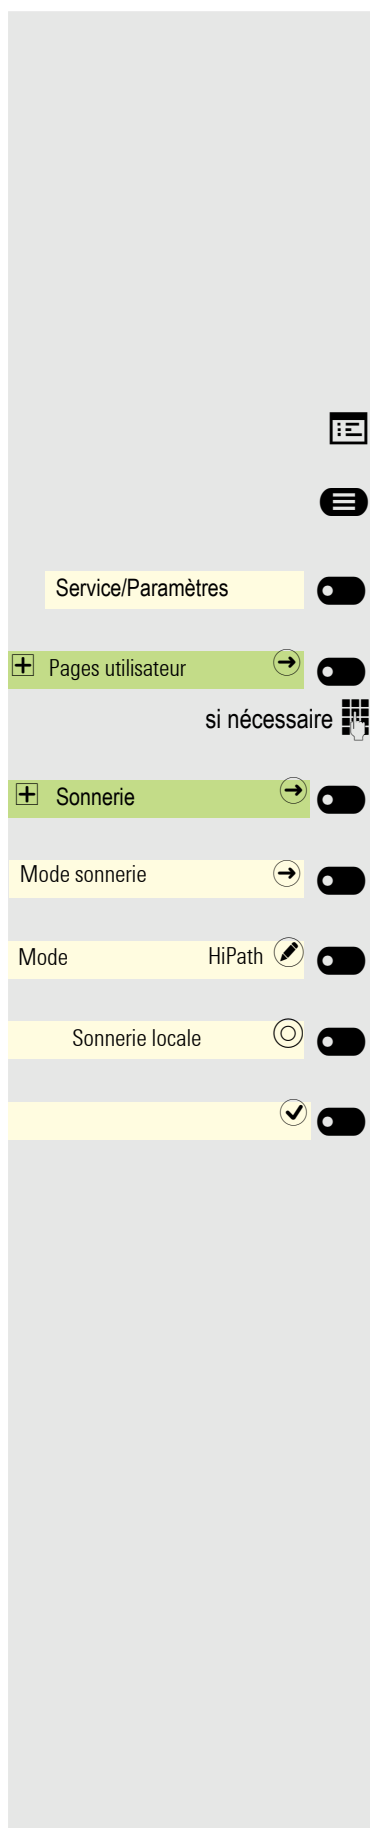 Service/Paramètres
Pages utilisateur
si nécessaire
Sonnerie
Mode sonnerie
Mode HiPath
Sonnerie locale